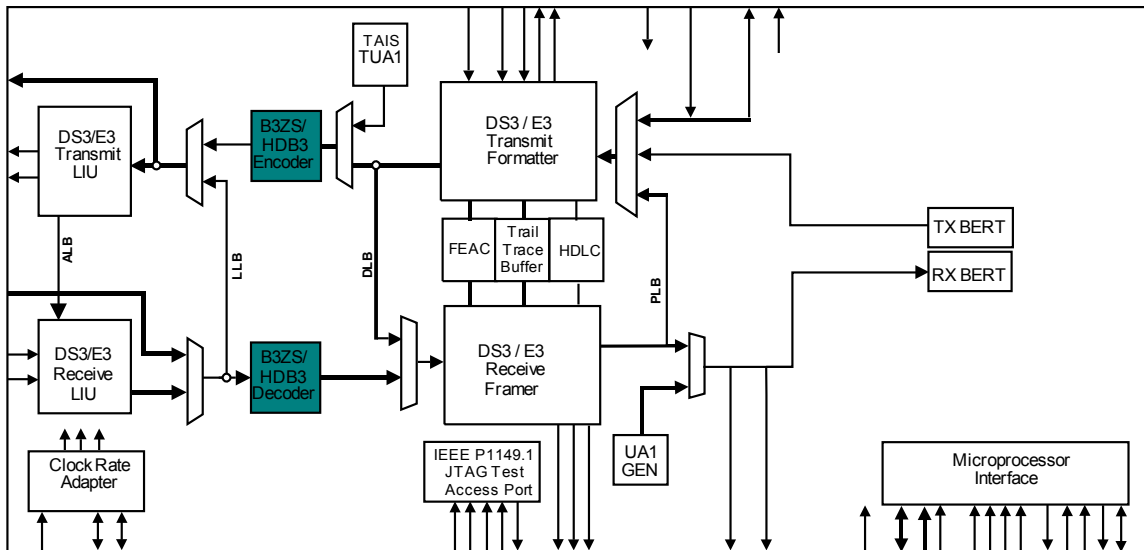 TAIS
TUA1
DS3/E3
Transmit
LIU
B3ZS/
HDB3
Encoder
DS3 / E3
Transmit
Formatter
FEAC
Trail
Trace
Buffer
HDLC
TX BERT
RX BERT
ALB
LLB
DLB
PLB
DS3/E3
Receive
LIU
B3ZS/
HDB3
Decoder
DS3 / E3
Receive
Framer
Clock Rate
Adapter
IEEE P1149.1
JTAG Test
Access Port
UA1
GEN
Microprocessor
Interface